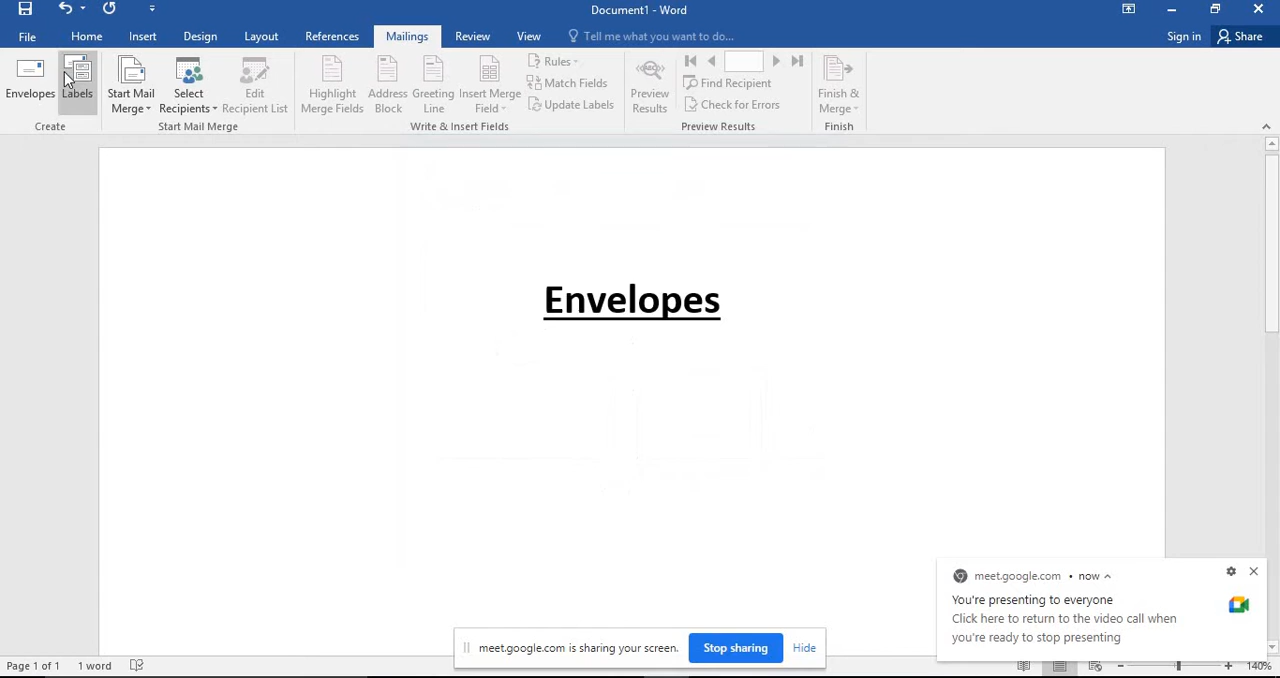 Document1 - Word
File Home Insert Design Layout References Mailings Review View Tell me what you want to do... Sign in Share
Envelopes Labels Start Mail Merge Select Recipients Edit Recipient List Highlight Merge Fields Address Block Greeting Line Insert Merge Field Rules Match Fields Update Labels Preview Results Find Recipient Check for Errors Finish & Merge
Create Start Mail Merge Write & Insert Fields Preview Results Finish
Envelopes
meet.google.com • now
You're presenting to everyone
Click here to return to the video call when
you're ready to stop presenting
meet.google.com is sharing your screen. Stop sharing Hide
Page 1 of 1 1 word 140%